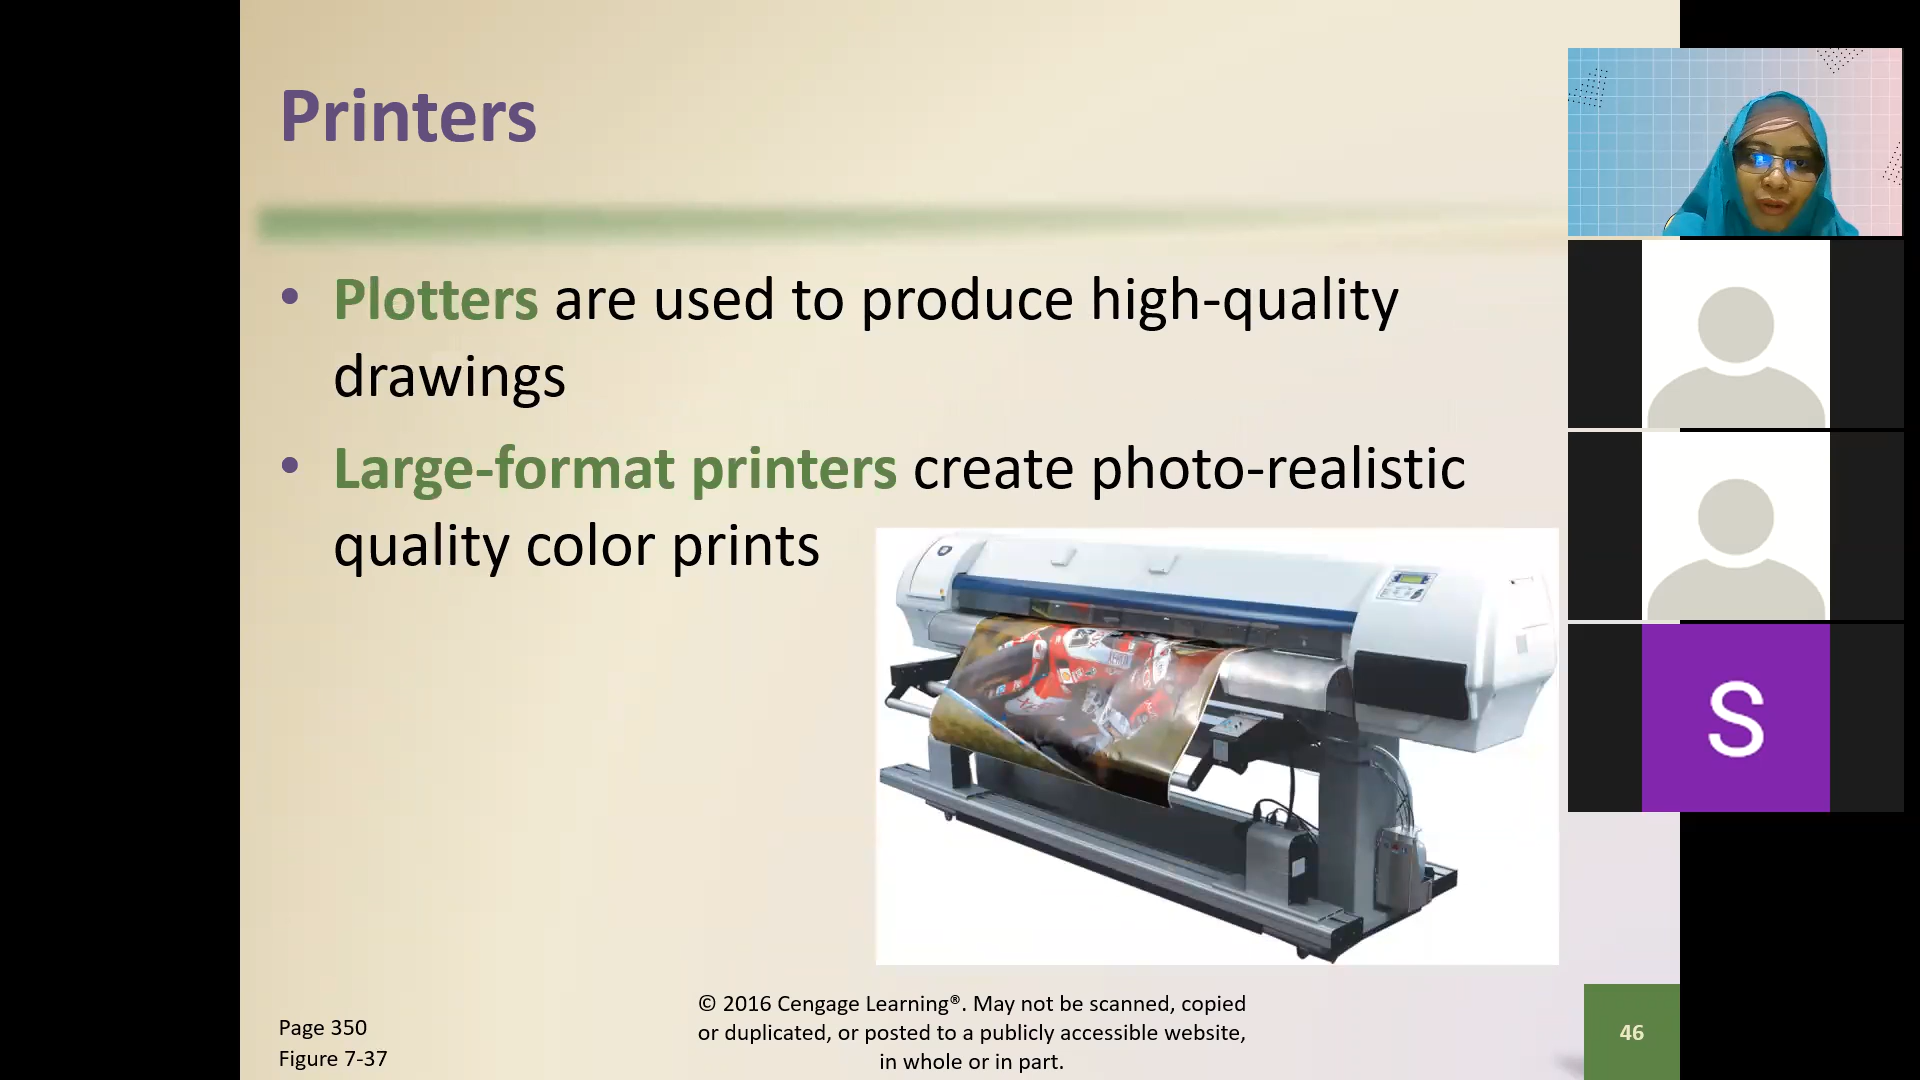 Printers
• Plotters are used to produce high-quality
drawings
• Large-format printers create photo-realistic
quality color prints
Page 350
Figure 7-37
© 2016 Cengage Learning®. May not be scanned, copied
or duplicated, or posted to a publicly accessible website,
in whole or in part.
46
S